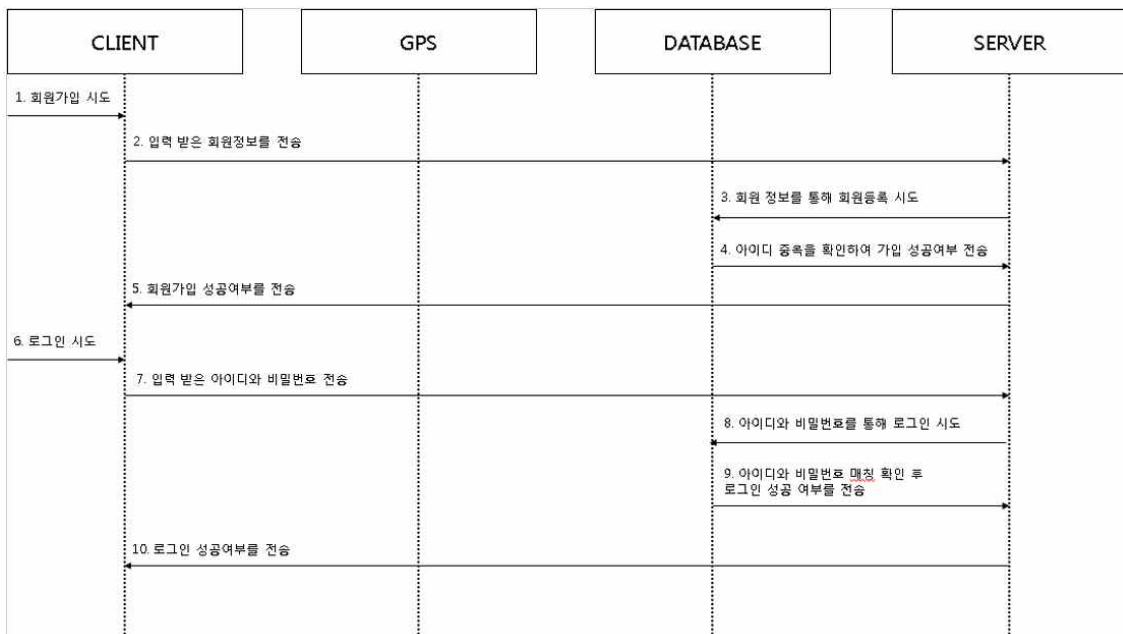 CLIENT
GPS
DATABASE
SERVER
1. 회원가입 시도
2. 입력 받은 회원정보를 전송
3. 회원 정보를 통해 회원등록 시도
4. 아이디 중옥을 확인하여 가입 성공여부 전송
5. 회원가입 성공여부를 전송
6. 로그인 시도
7. 입력 받은 아이디와 비밀번호 전송
8. 아이디와 비밀번호를 통해 로그인 시도
9. 아이디와 비밀번호 매칭 확인 후
로그인 성공 여부를 전송
10. 로그인 성공여부를 전송